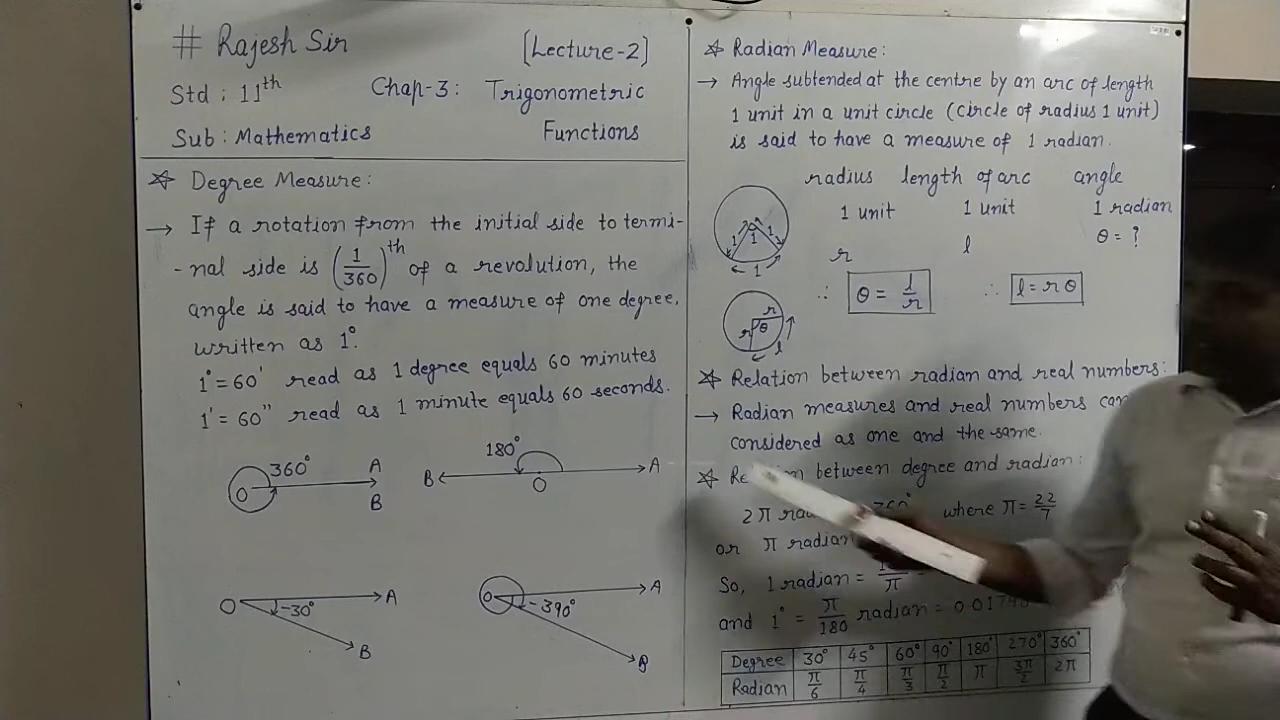 # Rajesh Sir
[Lecture-2]
Std : 11th
Chap-3 : Trigonometric
Sub : Mathematics
Functions
☆ Degree Measure :
→ If a rotation from the initial side to termi-
-nal side is (1/360)th of a revolution, the
angle is said to have a measure of one degree,
written as 1°.
1° = 60' read as 1 degree equals 60 minutes
1' = 60" read as 1 minute equals 60 seconds.
360° A
O
B
180°
B O A
O A
-30°
B
O A
-390°
B
☆ Radian Measure :
→ Angle subtended at the centre by an arc of length
1 unit in a unit circle (circle of radius 1 unit)
is said to have a measure of 1 radian.
radius length of arc angle
1 unit 1 unit 1 radian
r l θ = ?
1 1 1
1
∴ θ = l/r ∴ l = r θ
r
r θ
l
☆ Relation between radian and real numbers :
→ Radian measures and real numbers can
considered as one and the same.
☆ between degree and radian :
2π where π = 22/7
or π radian
So, 1 radian = /π
and 1° = π/180 radian =
Degree 30° 45° 60° 90° 180° 270° 360°
Radian π/6 π/4 π/3 π/2 π 3π/2 2π